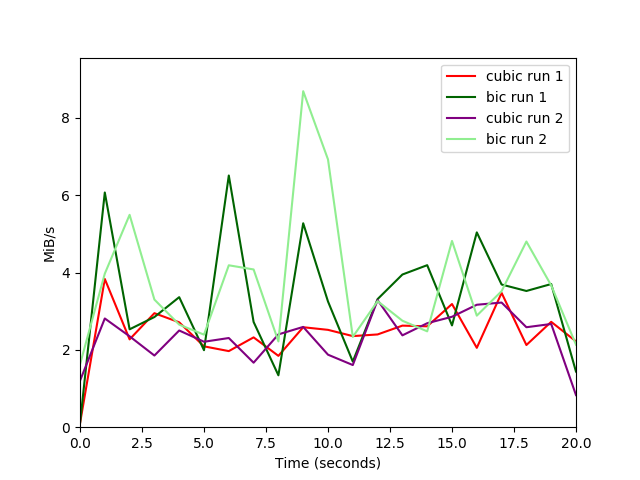 cubic run 1
bic run 1
cubic run 2
bic run 2
8
6
4
2
0
MiB/s
0.0 2.5 5.0 7.5 10.0 12.5 15.0 17.5 20.0
Time (seconds)